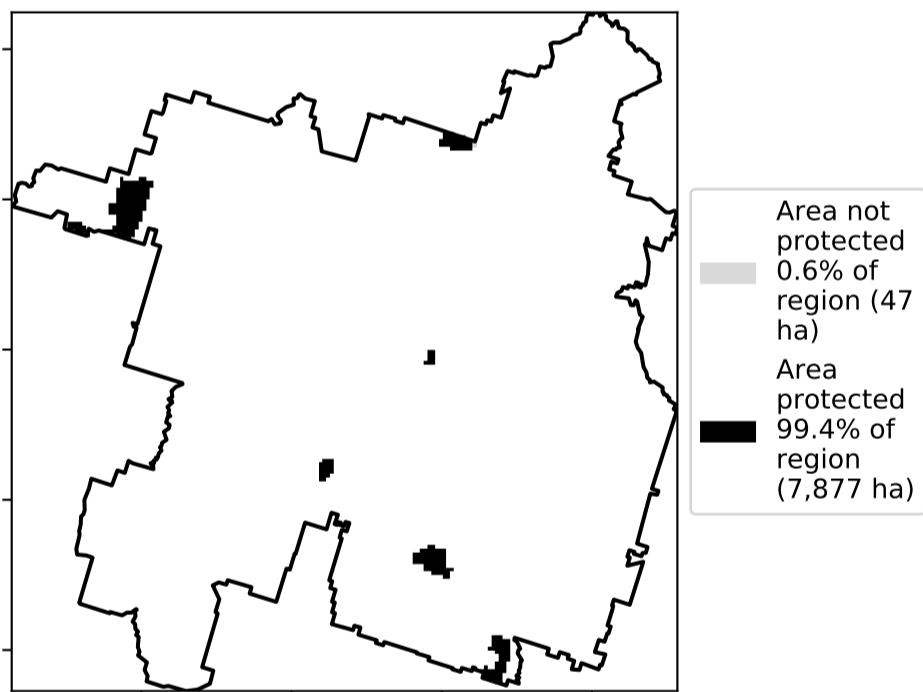 Area not
protected
0.6% of
region (47
ha)
Area
protected
99.4% of
region
(7,877 ha)